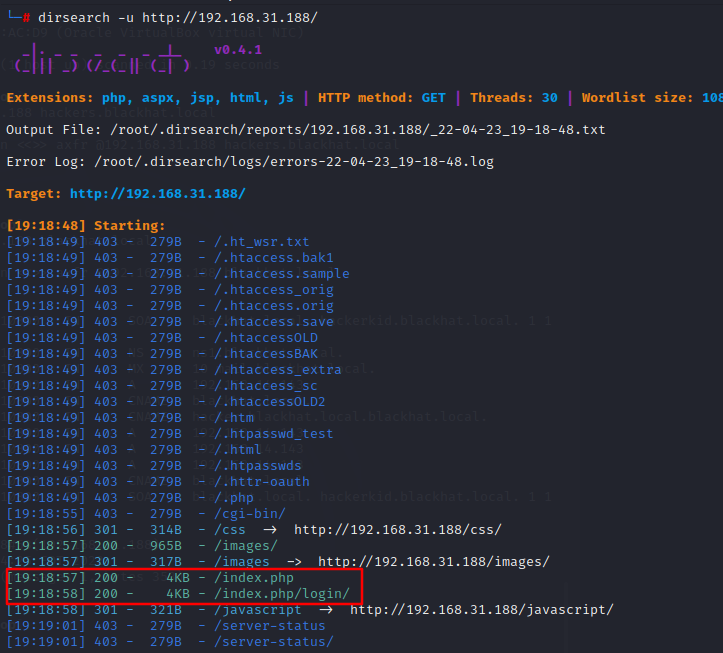 └─# dirsearch -u http://192.168.31.188/
v0.4.1
Extensions: php, aspx, jsp, html, js | HTTP method: GET | Threads: 30 | Wordlist size: 108
Output File: /root/.dirsearch/reports/192.168.31.188/_22-04-23_19-18-48.txt
Error Log: /root/.dirsearch/logs/errors-22-04-23_19-18-48.log
Target: http://192.168.31.188/
[19:18:48] Starting:
[19:18:49] 403 - 279B - /.ht_wsr.txt
[19:18:49] 403 - 279B - /.htaccess.bak1
[19:18:49] 403 - 279B - /.htaccess.sample
[19:18:49] 403 - 279B - /.htaccess_orig
[19:18:49] 403 - 279B - /.htaccess.orig
[19:18:49] 403 - 279B - /.htaccess.save
[19:18:49] 403 - 279B - /.htaccessOLD
[19:18:49] 403 - 279B - /.htaccessBAK
[19:18:49] 403 - 279B - /.htaccess_extra
[19:18:49] 403 - 279B - /.htaccess_sc
[19:18:49] 403 - 279B - /.htaccessOLD2
[19:18:49] 403 - 279B - /.htm
[19:18:49] 403 - 279B - /.htpasswd_test
[19:18:49] 403 - 279B - /.html
[19:18:49] 403 - 279B - /.htpasswds
[19:18:49] 403 - 279B - /.httr-oauth
[19:18:49] 403 - 279B - /.php
[19:18:55] 403 - 279B - /cgi-bin/
[19:18:56] 301 - 314B - /css → http://192.168.31.188/css/
[19:18:57] 200 - 965B - /images/
[19:18:57] 301 - 317B - /images → http://192.168.31.188/images/
[19:18:57] 200 - 4KB - /index.php
[19:18:58] 200 - 4KB - /index.php/login/
[19:18:58] 301 - 321B - /javascript → http://192.168.31.188/javascript/
[19:19:01] 403 - 279B - /server-status
[19:19:01] 403 - 279B - /server-status/